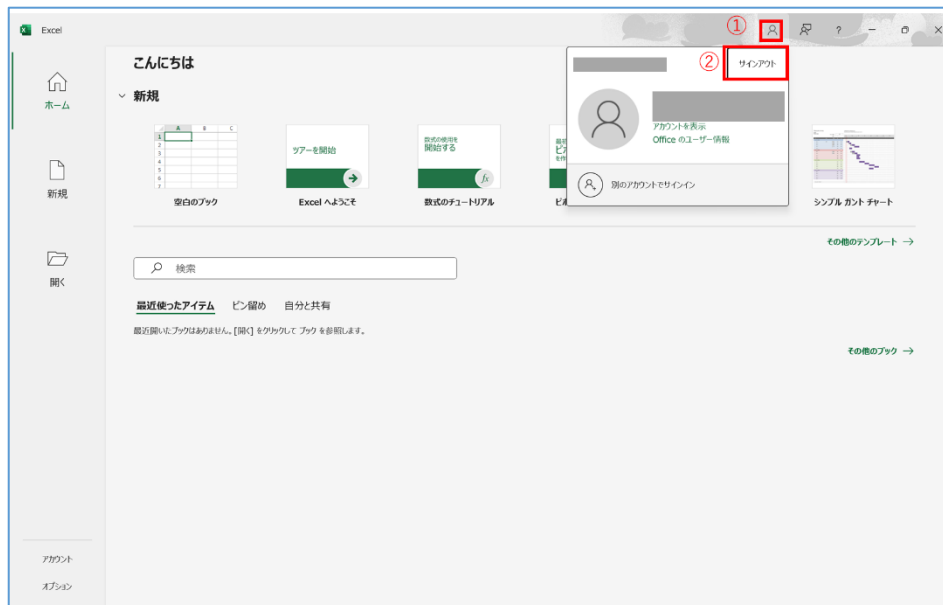 Excel
①
?
こんにちは
②
サインアウト
ホーム
新規
A B C
1
2
3
4
5
6
7
ツアーを開始
数式の使用を
開始する
fx
アカウントを表示
Office のユーザー情報
別のアカウントでサインイン
新規
空白のブック
Excel へようこそ
数式のチュートリアル
シンプル ガント チャート
その他のテンプレート →
開く
検索
最近使ったアイテム ピン留め 自分と共有
最近開いたブックはありません。[開く] をクリックして ブック を参照します。
その他のブック →
アカウント
オプション